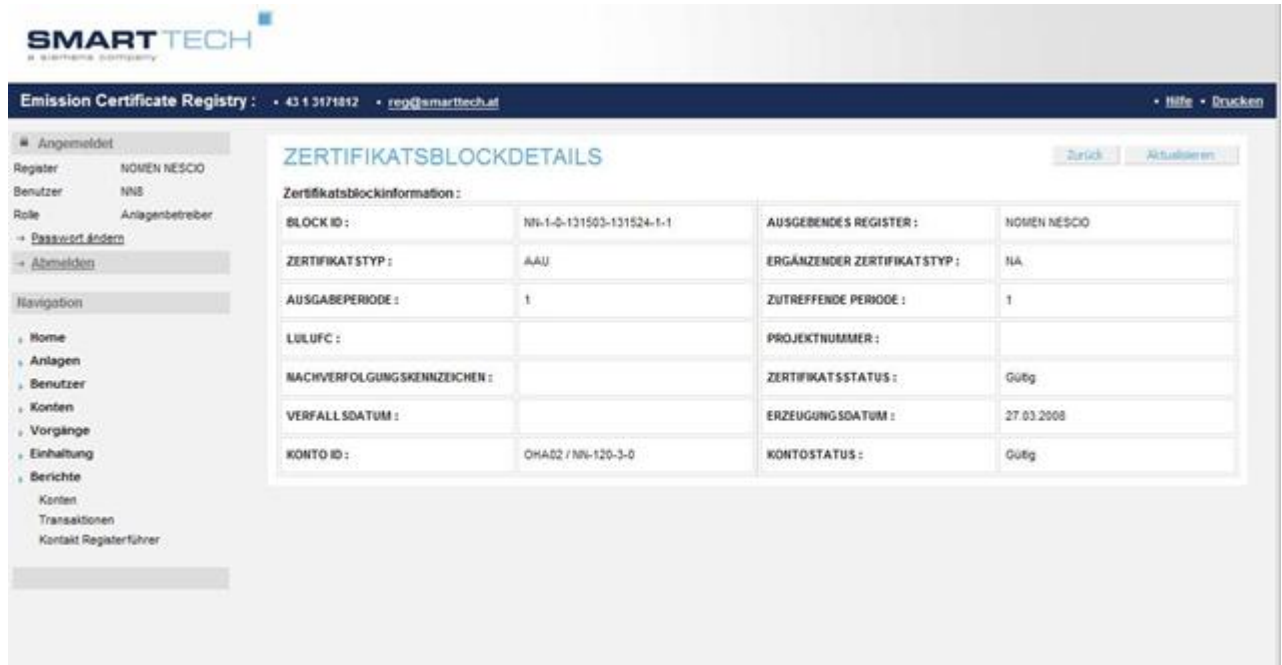 SMART TECH
a siemens company
Emission Certificate Registry : • 43 1 3171812 • reg@smarttech.at • Hilfe • Drucken
Angemeldet
Register NOMEN NESCIO
Benutzer NN8
Rolle Anlagenbetreiber
→ Passwort ändern
→ Abmelden
Navigation
Home
Anlagen
Benutzer
Konten
Vorgänge
Einhaltung
Berichte
Konten
Transaktionen
Kontakt Registerführer
ZERTIFIKATSBLOCKDETAILS
Zurück Aktualisieren
Zertifikatsblockinformation :
BLOCK ID : NN-1-0-131503-131524-1-1 AUSGEBENDES REGISTER : NOMEN NESCIO
ZERTIFIKATSTYP : AAU ERGÄNZENDER ZERTIFIKATSTYP : NA
AUSGABEPERIODE : 1 ZUTREFFENDE PERIODE : 1
LULUFC : PROJEKTNUMMER :
NACHVERFOLGUNGSKENNZEICHEN : ZERTIFIKATSSTATUS : Gültig
VERFALLSDATUM : ERZEUGUNGSDATUM : 27.03.2008
KONTO ID : OHA02 / NN-120-3-0 KONTOSTATUS : Gültig